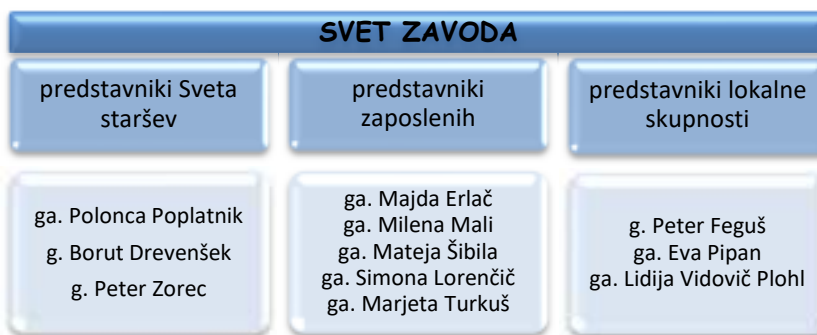 SVET ZAVODA
predstavniki Sveta
staršev
ga. Polonca Poplatnik
g. Borut Drevenšek
g. Peter Zorec
predstavniki
zaposlenih
ga. Majda Erlač
ga. Milena Mali
ga. Mateja Šibila
ga. Simona Lorenčič
ga. Marjeta Turkuš
predstavniki lokalne
skupnosti
g. Peter Feguš
ga. Eva Pipan
ga. Lidija Vidovič Plohl